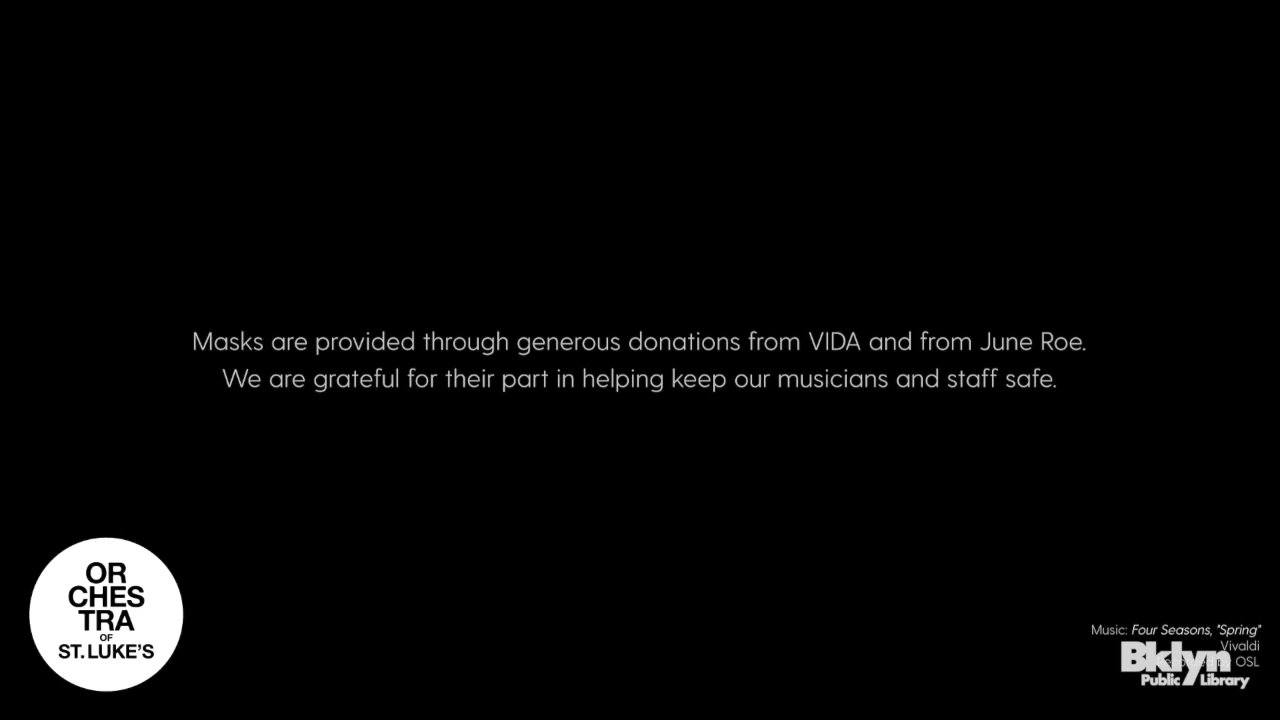 Masks are provided through generous donations from VIDA and from June Roe.
We are grateful for their part in helping keep our musicians and staff safe.
OR
CHES
TRA
OF
ST. LUKE'S
Music: Four Seasons, "Spring"
Vivaldi
OSL
Bklyn
Public Library